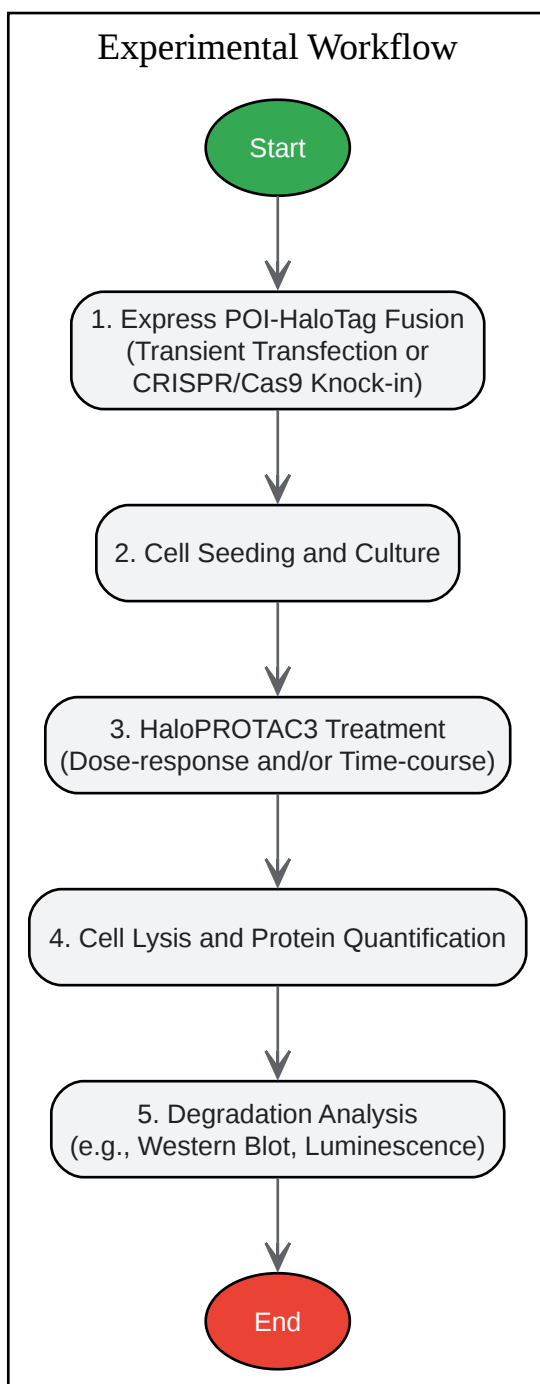 Experimental Workflow
Start
1. Express POI-HaloTag Fusion
(Transient Transfection or
CRISPR/Cas9 Knock-in)
2. Cell Seeding and Culture
3. HaloPROTAC3 Treatment
(Dose-response and/or Time-course)
4. Cell Lysis and Protein Quantification
5. Degradation Analysis
(e.g., Western Blot, Luminescence)
End